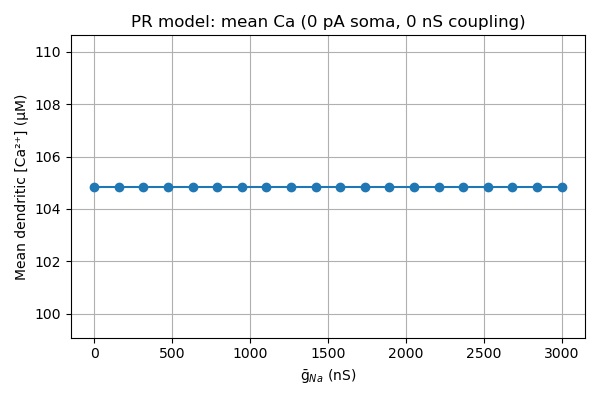 PR model: mean Ca (0 pA soma, 0 nS coupling)
Mean dendritic [Ca²⁺] (µM)
110
108
106
104
102
100
0 500 1000 1500 2000 2500 3000
ḡ_Na (nS)